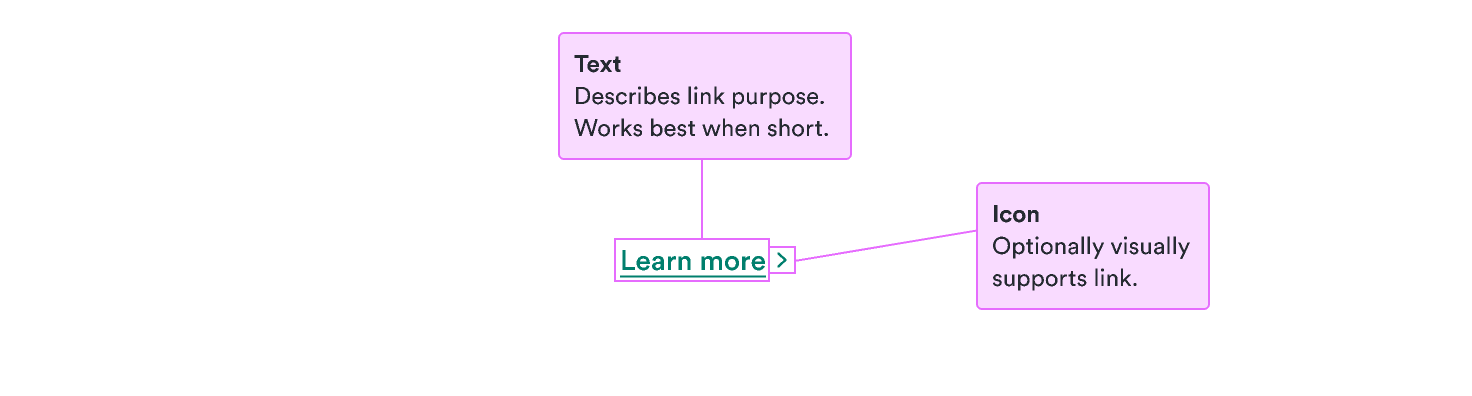 Text
Describes link purpose.
Works best when short.
Learn more
Icon
Optionally visually
supports link.